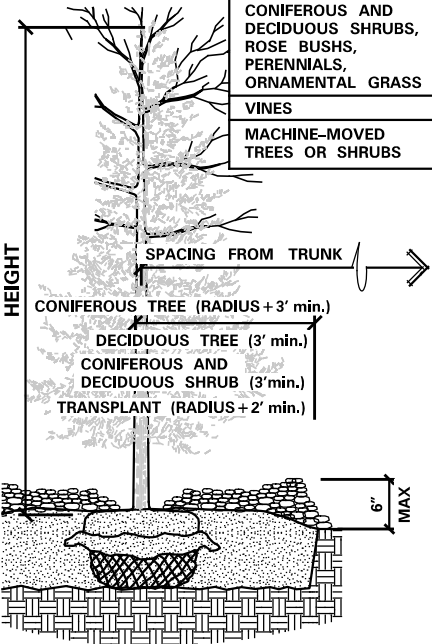 CONIFEROUS AND
DECIDUOUS SHRUBS,
ROSE BUSHS,
PERENNIALS,
ORNAMENTAL GRASS
VINES
MACHINE-MOVED
TREES OR SHRUBS
HEIGHT
SPACING FROM TRUNK
CONIFEROUS TREE (RADIUS+3' min.)
DECIDUOUS TREE (3' min.)
CONIFEROUS AND
DECIDUOUS SHRUB (3'min.)
TRANSPLANT (RADIUS+2' min.)
6"
MAX